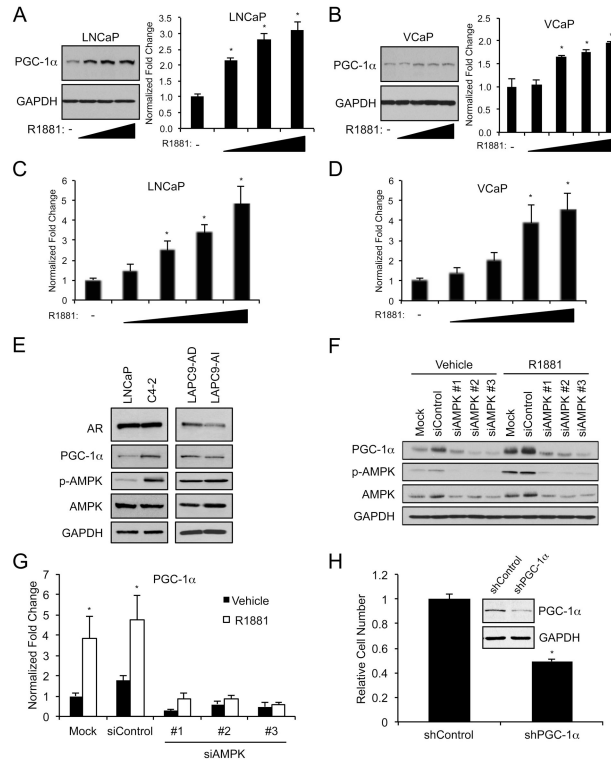 A
LNCaP
PGC-1α
GAPDH
R1881: -
LNCaP
Normalized Fold Change
3.5
3.0
2.5
2.0
1.5
1.0
0.5
0.0
* * *
R1881: -
B
VCaP
PGC-1α
GAPDH
R1881: -
VCaP
Normalized Fold Change
2.5
2.0
1.5
1.0
0.5
0.0
* * *
R1881: -
C
LNCaP
Normalized Fold Change
6
5
4
3
2
1
0
* * *
R1881: -
D
VCaP
Normalized Fold Change
6
5
4
3
2
1
0
* *
R1881: -
E
LNCaP
C4-2
LAPC9-AD
LAPC9-AI
AR
PGC-1α
p-AMPK
AMPK
GAPDH
F
Vehicle R1881
Mock
siControl
siAMPK #1
siAMPK #2
siAMPK #3
Mock
siControl
siAMPK #1
siAMPK #2
siAMPK #3
PGC-1α
p-AMPK
AMPK
GAPDH
G
PGC-1α
Vehicle
R1881
Normalized Fold Change
7
6
5
4
3
2
1
0
* *
Mock siControl #1 #2 #3
siAMPK
H
Relative Cell Number
1.2
1
0.8
0.6
0.4
0.2
0
shControl
shPGC-1α
PGC-1α
GAPDH
*
shControl shPGC-1α